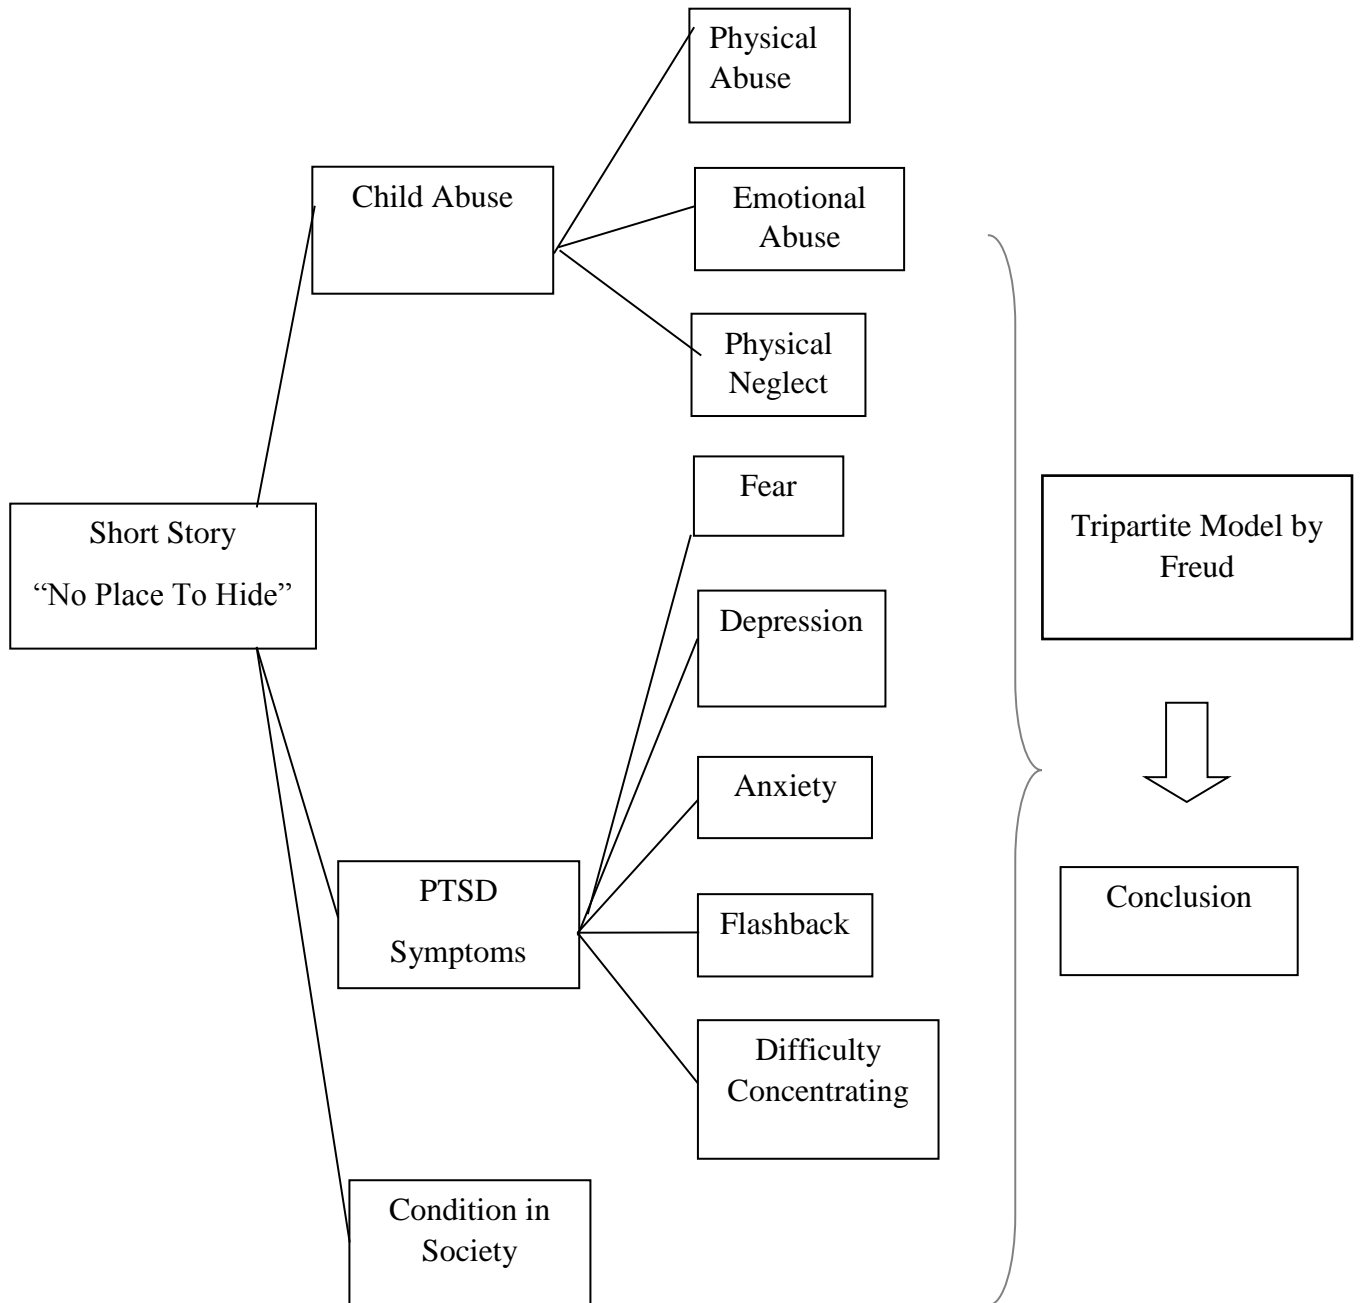 Physical
Abuse
Child Abuse
Emotional
Abuse
Physical
Neglect
Short Story
“No Place To Hide”
Fear
Depression
Anxiety
PTSD
Symptoms
Flashback
Difficulty
Concentrating
Condition in
Society
Tripartite Model by
Freud
Conclusion